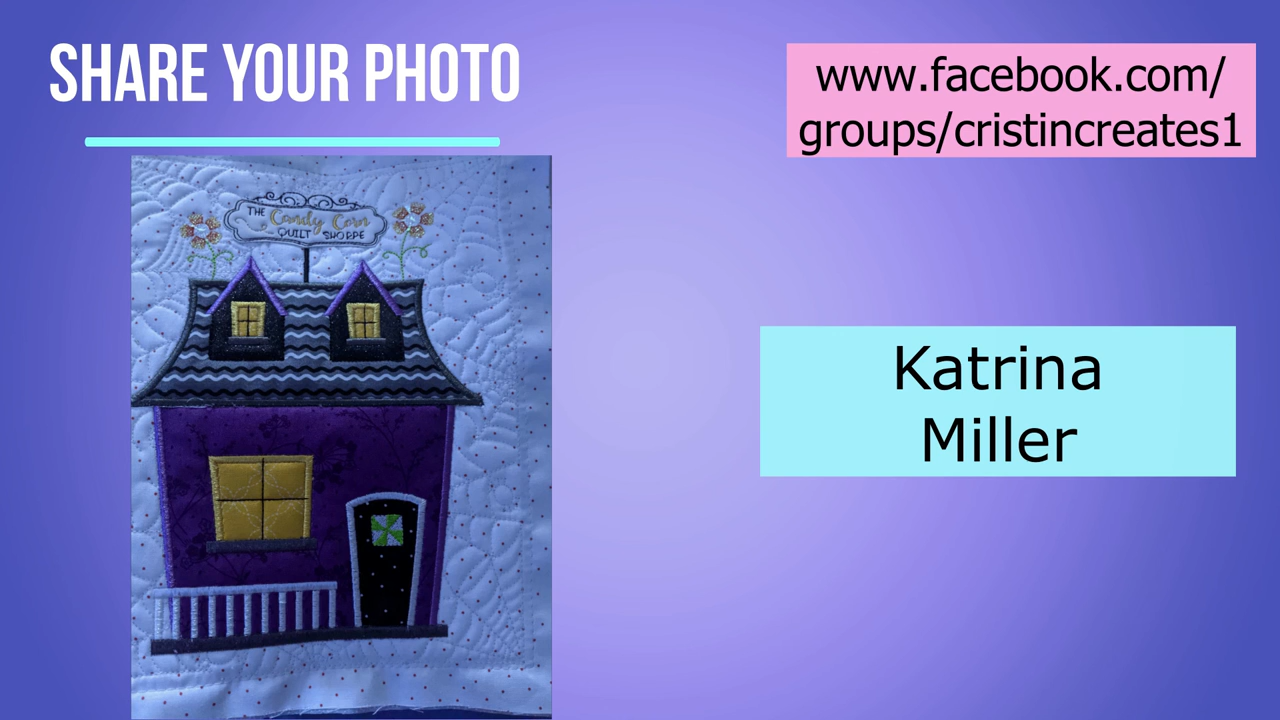 SHARE YOUR PHOTO
www.facebook.com/
groups/cristincreates1
THE
Candy Corn
QUILT SHOPPE
Katrina
Miller